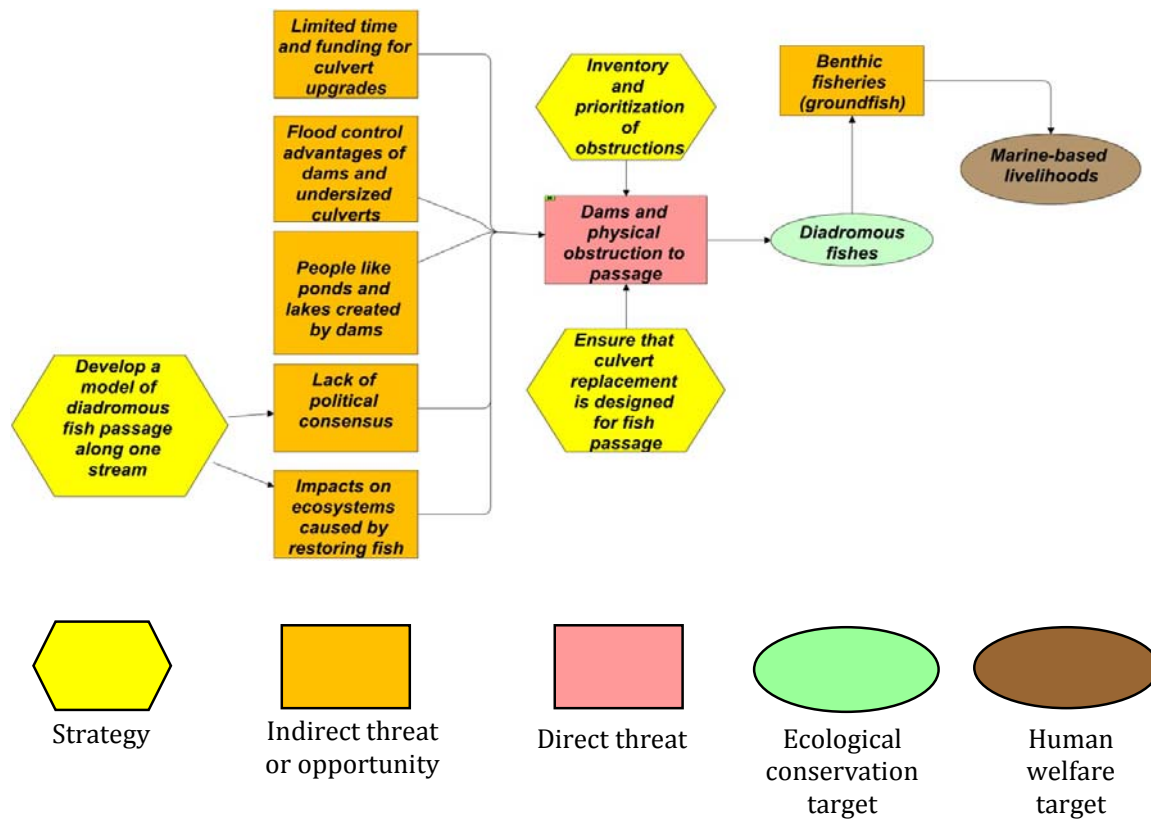 Limited time
and funding for
culvert
upgrades
Flood control
advantages of
dams and
undersized
culverts
People like
ponds and
lakes created
by dams
Lack of
political
consensus
Impacts on
ecosystems
caused by
restoring fish
Develop a
model of
diadromous
fish passage
along one
stream
Inventory
and
prioritization
of
obstructions
Dams and
physical
obstruction to
passage
Ensure that
culvert
replacement
is designed
for fish
passage
Benthic
fisheries
(groundfish)
Marine-based
livelihoods
Diadromous
fishes
Strategy
Indirect threat
or opportunity
Direct threat
Ecological
conservation
target
Human
welfare
target